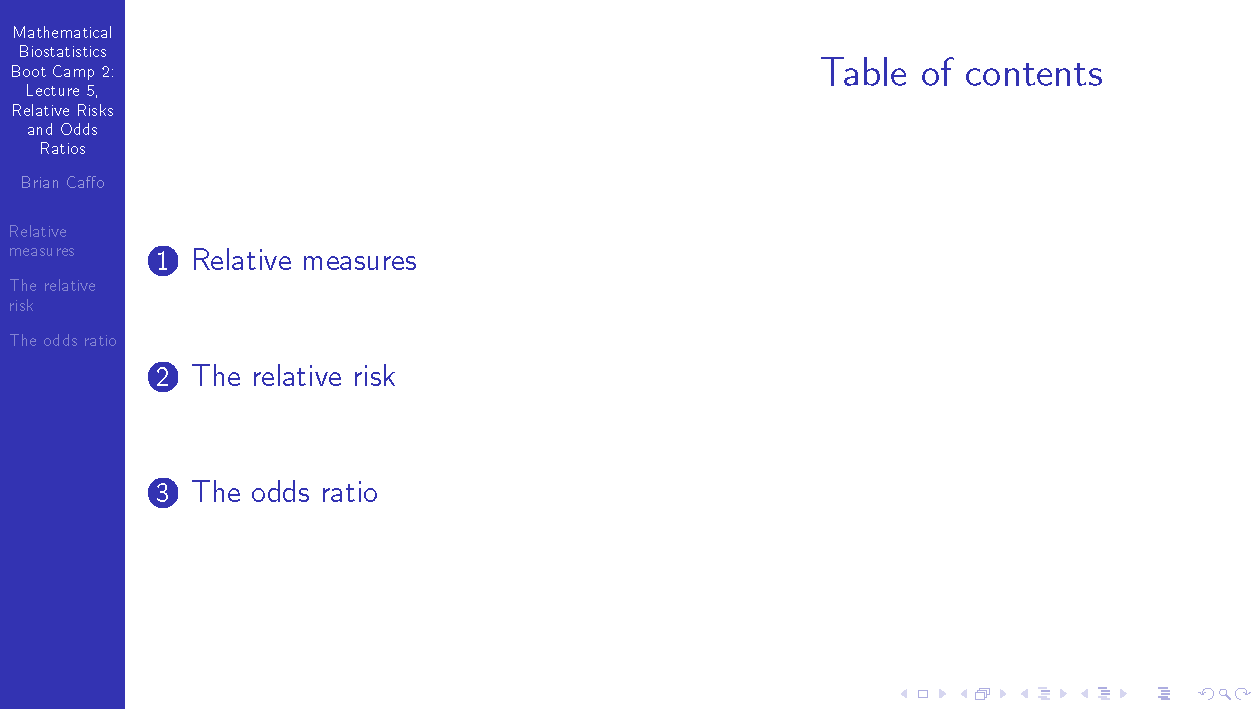 Mathematical
Biostatistics
Boot Camp 2:
Lecture 5,
Relative Risks
and Odds
Ratios
Brian Caffo
Relative
measures
The relative
risk
The odds ratio
Table of contents
1 Relative measures
2 The relative risk
3 The odds ratio